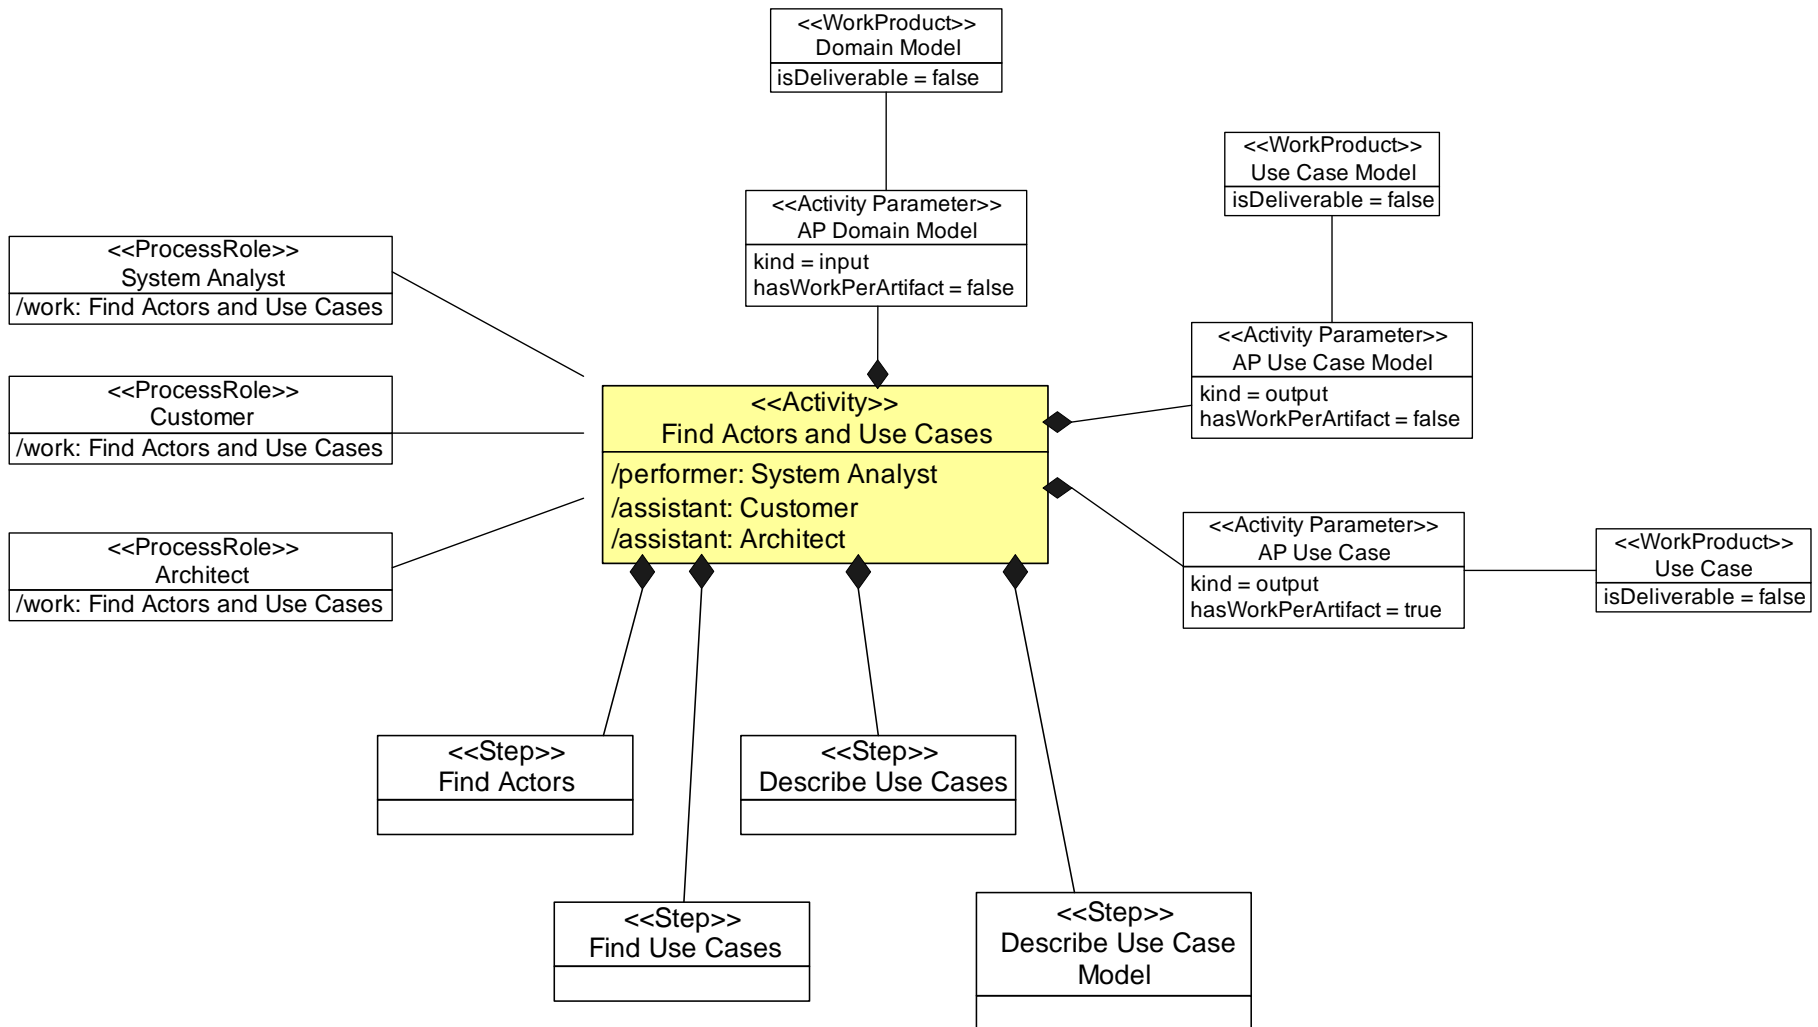 <<WorkProduct>>
Domain Model
isDeliverable = false
<<WorkProduct>>
Use Case Model
isDeliverable = false
<<Activity Parameter>>
AP Domain Model
kind = input
hasWorkPerArtifact = false
<<ProcessRole>>
System Analyst
/work: Find Actors and Use Cases
<<Activity Parameter>>
AP Use Case Model
kind = output
hasWorkPerArtifact = false
<<ProcessRole>>
Customer
/work: Find Actors and Use Cases
<<Activity>>
Find Actors and Use Cases
/performer: System Analyst
/assistant: Customer
/assistant: Architect
<<ProcessRole>>
Architect
/work: Find Actors and Use Cases
<<Activity Parameter>>
AP Use Case
kind = output
hasWorkPerArtifact = true
<<WorkProduct>>
Use Case
isDeliverable = false
<<Step>>
Find Actors
<<Step>>
Describe Use Cases
<<Step>>
Find Use Cases
<<Step>>
Describe Use Case
Model